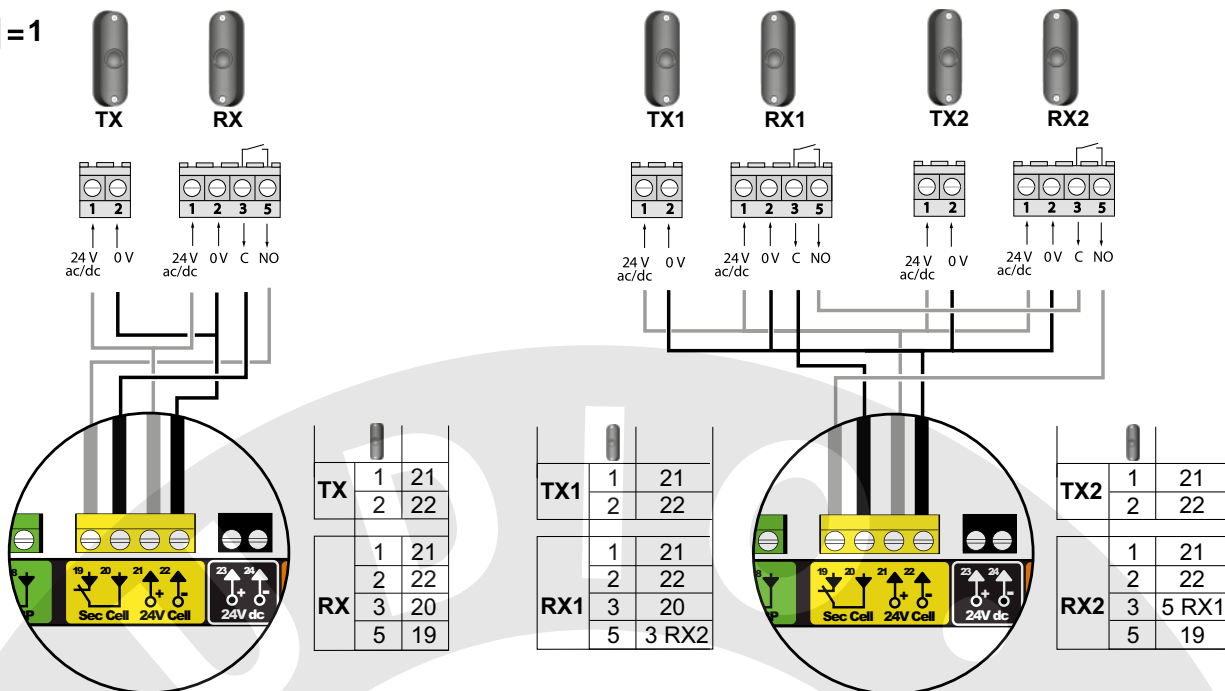 =1
TX RX
1 2 1 2 3 5
24 V ac/dc 0 V 24 V ac/dc 0 V C NO
19 20 21 22 23 24
+ - + -
Sec Cell 24V Cell 24V dc
TX 1 21
2 22
RX 1 21
2 22
3 20
5 19
TX1 RX1 TX2 RX2
1 2 1 2 3 5 1 2 1 2 3 5
24 V ac/dc 0 V 24 V ac/dc 0 V C NO 24 V ac/dc 0 V 24 V ac/dc 0 V C NO
TX1 1 21
2 22
RX1 1 21
2 22
3 20
5 3 RX2
19 20 21 22 23 24
+ - + -
Sec Cell 24V Cell 24V dc
TX2 1 21
2 22
RX2 1 21
2 22
3 5 RX1
5 19